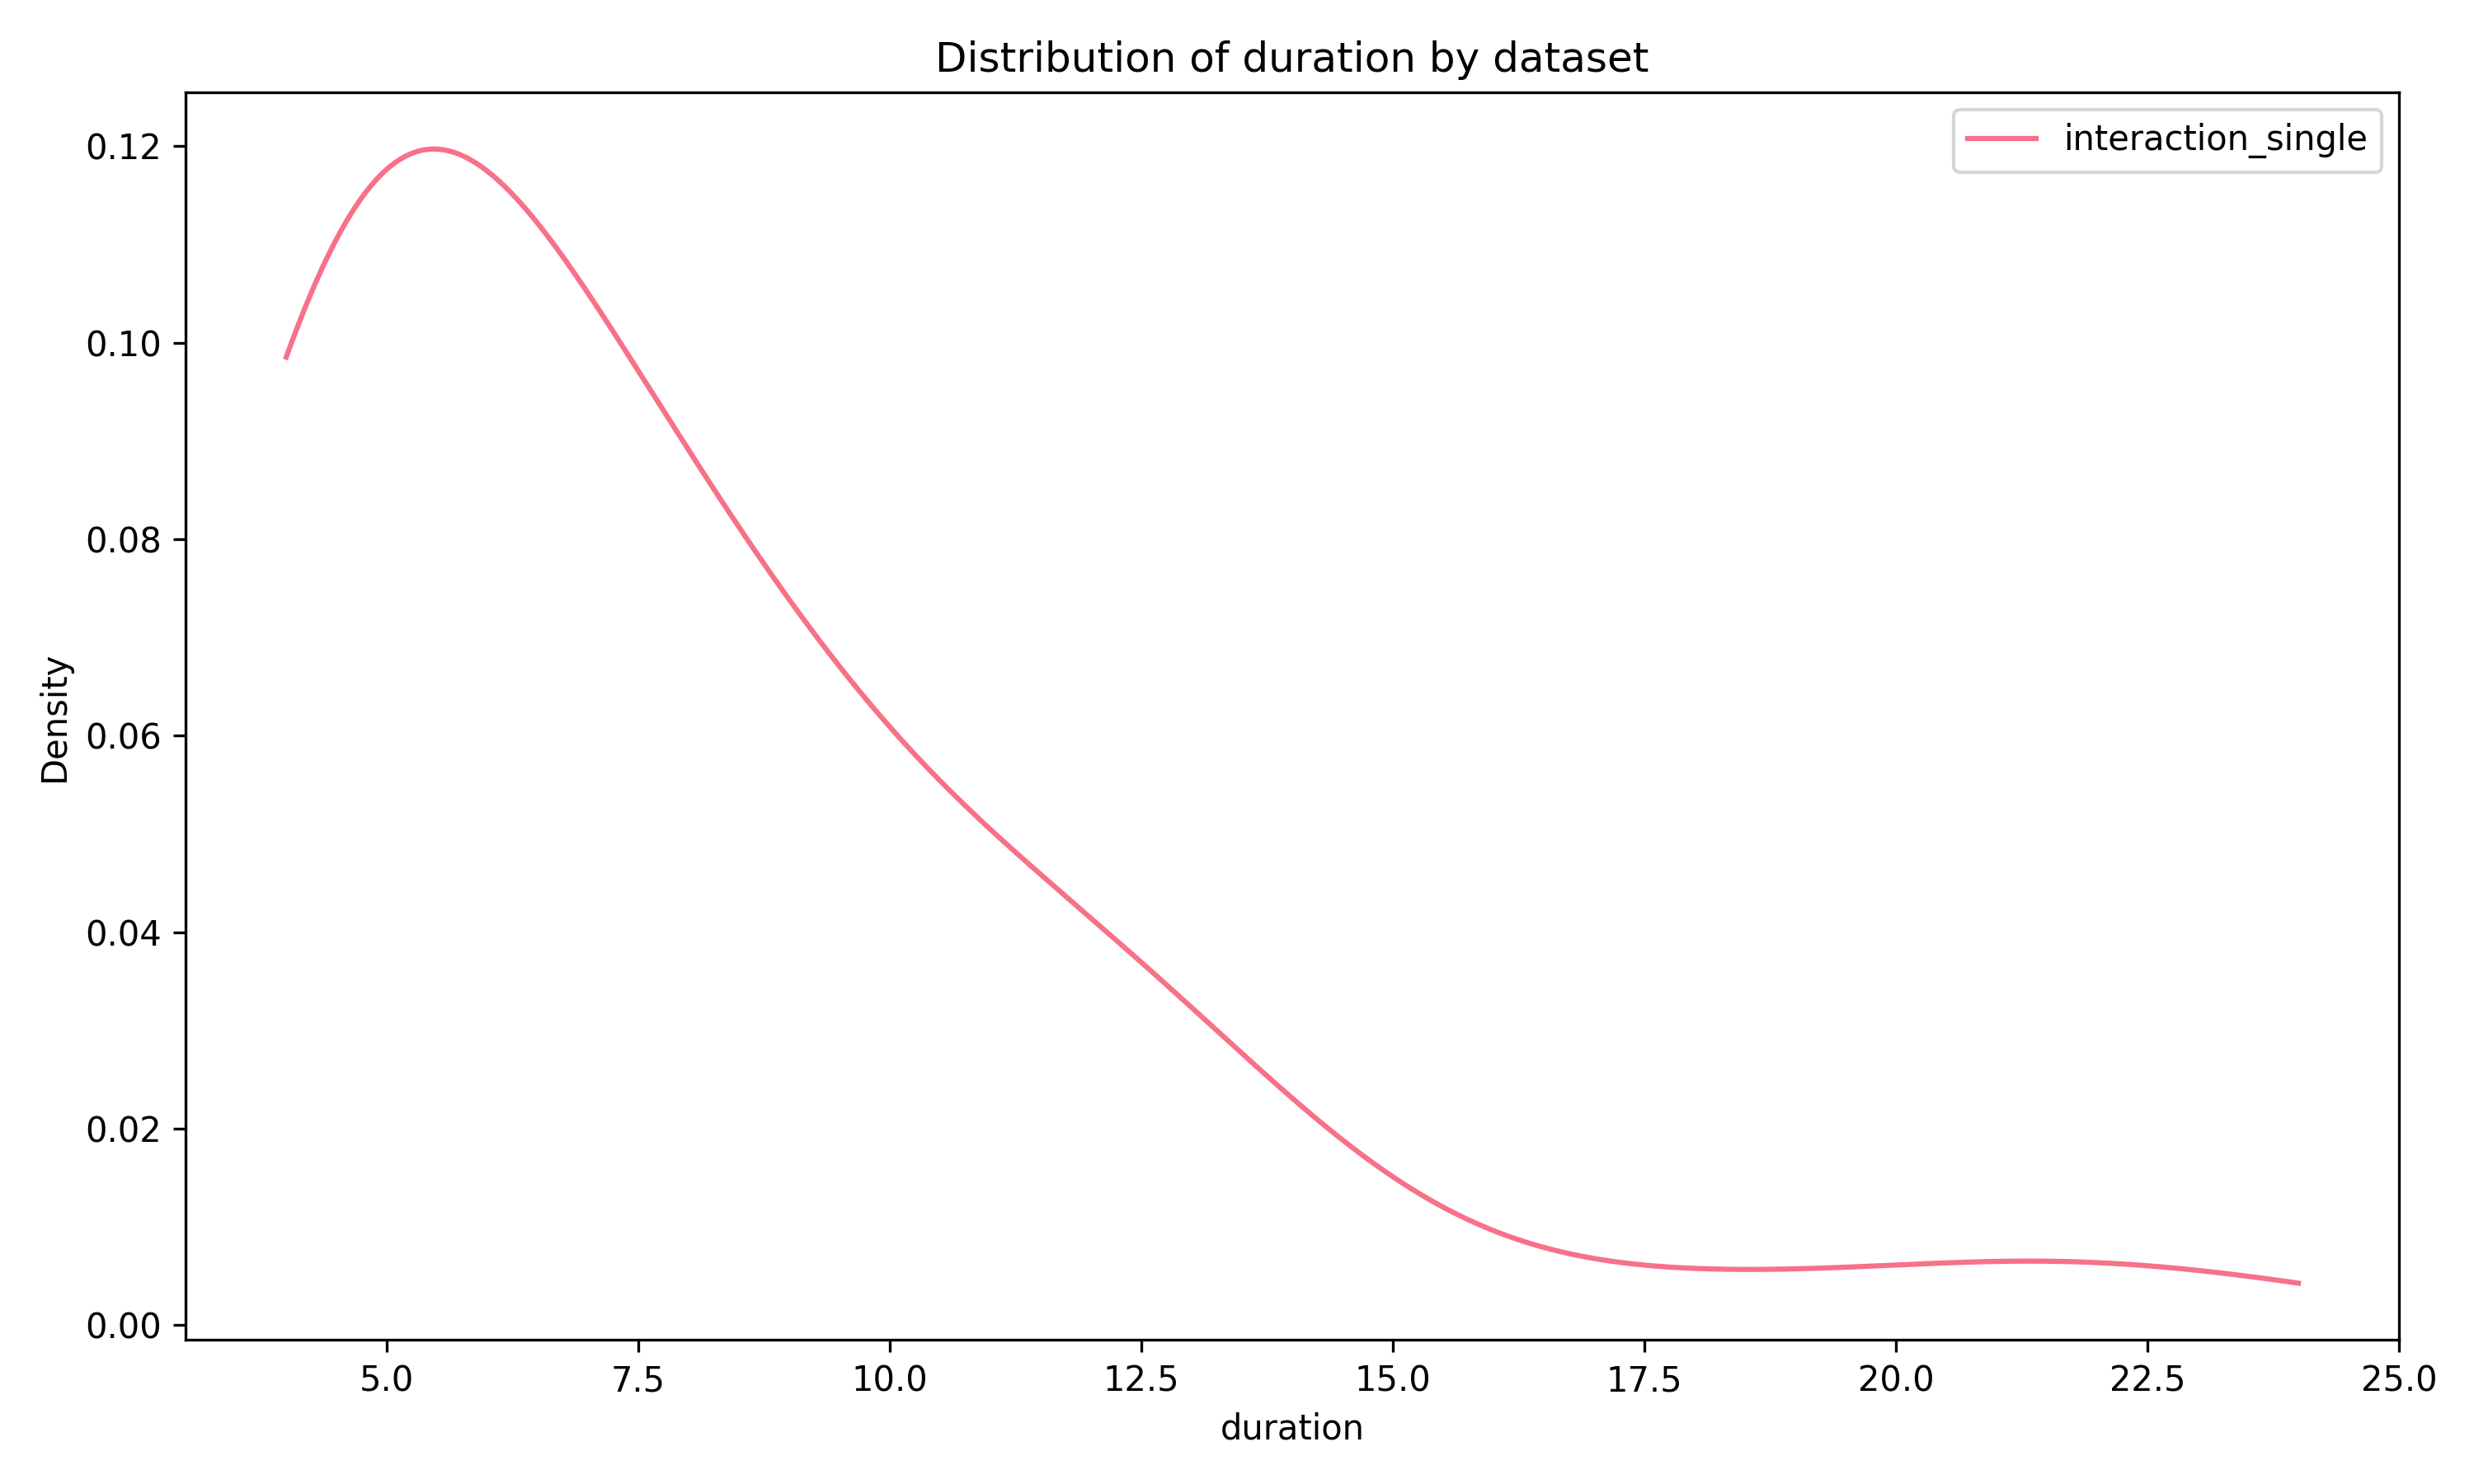 Distribution of duration by dataset
interaction_single
0.12
0.10
0.08
0.06
0.04
0.02
0.00
Density
5.0 7.5 10.0 12.5 15.0 17.5 20.0 22.5 25.0
duration